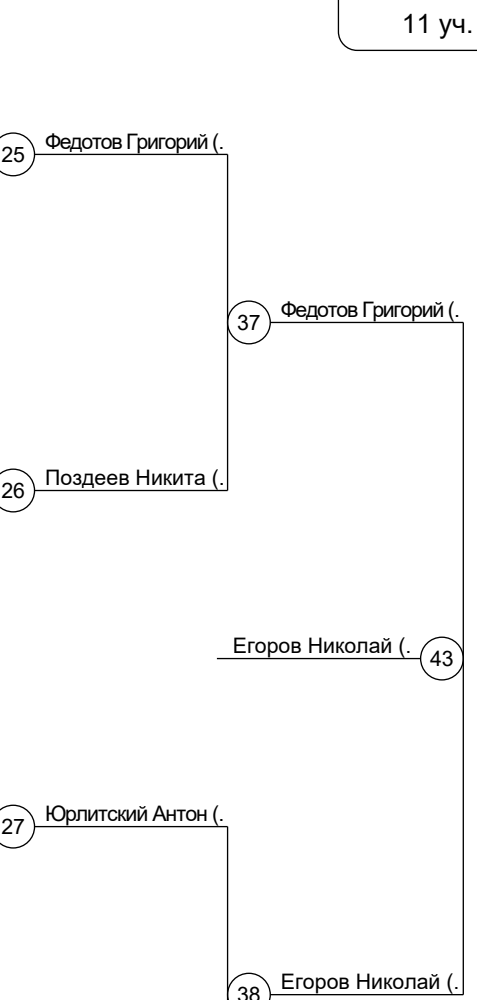 11 уч.
25 Федотов Григорий (.
37 Федотов Григорий (.
26 Поздеев Никита (.
Егоров Николай (. 43
27 Юрлитский Антон (.
38 Егоров Николай (.